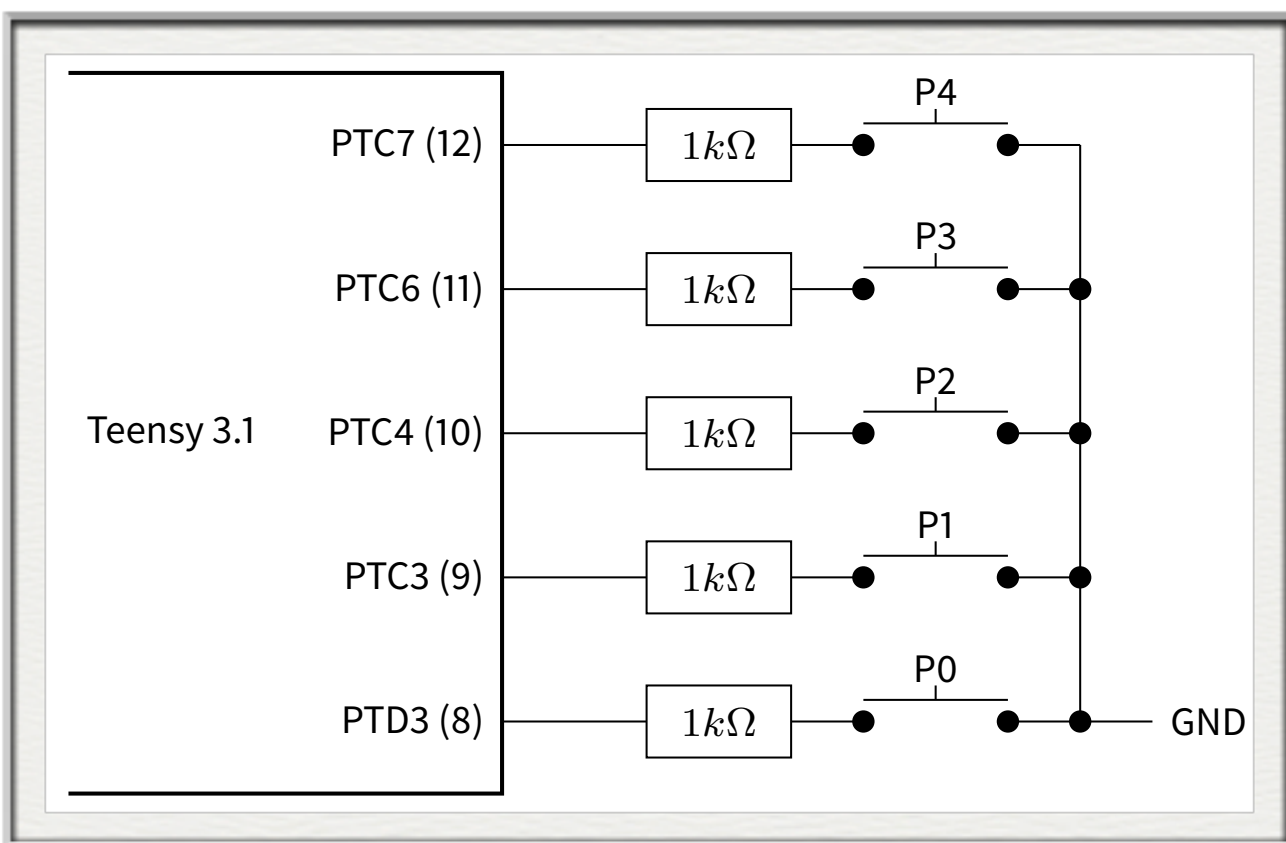 P4
PTC7 (12)
1kΩ
P3
PTC6 (11)
1kΩ
P2
Teensy 3.1
PTC4 (10)
1kΩ
P1
PTC3 (9)
1kΩ
P0
PTD3 (8)
1kΩ
GND